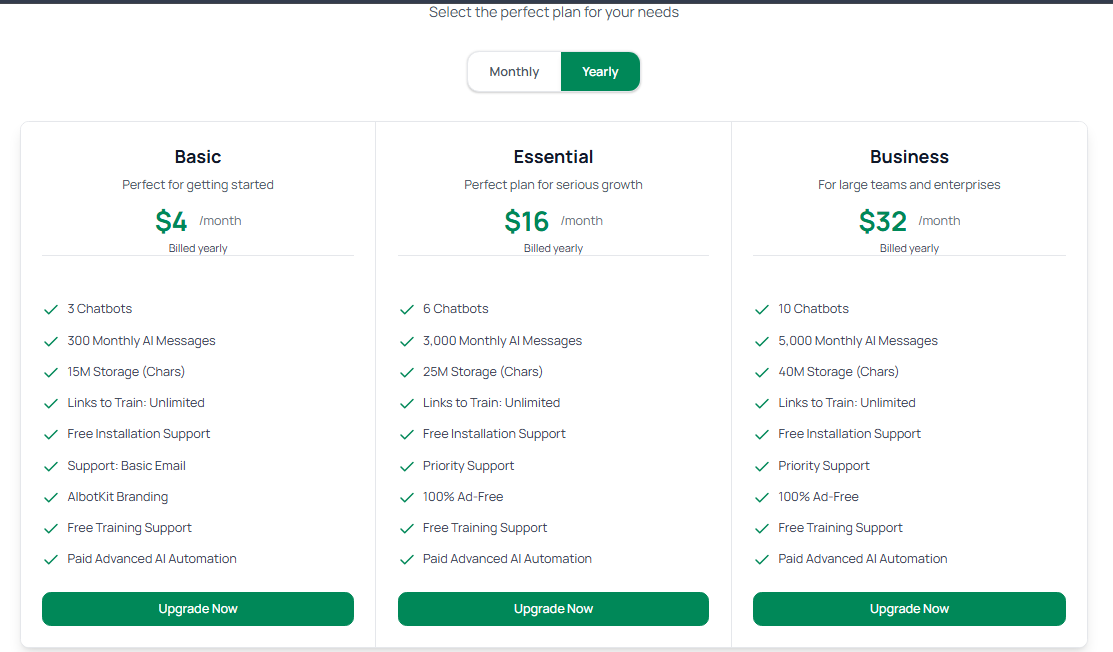 Select the perfect plan for your needs
Monthly
Yearly
Basic
Perfect for getting started
$4 /month
Billed yearly
3 Chatbots
300 Monthly AI Messages
15M Storage (Chars)
Links to Train: Unlimited
Free Installation Support
Support: Basic Email
AIbotKit Branding
Free Training Support
Paid Advanced AI Automation
Upgrade Now
Essential
Perfect plan for serious growth
$16 /month
Billed yearly
6 Chatbots
3,000 Monthly AI Messages
25M Storage (Chars)
Links to Train: Unlimited
Free Installation Support
Priority Support
100% Ad-Free
Free Training Support
Paid Advanced AI Automation
Upgrade Now
Business
For large teams and enterprises
$32 /month
Billed yearly
10 Chatbots
5,000 Monthly AI Messages
40M Storage (Chars)
Links to Train: Unlimited
Free Installation Support
Priority Support
100% Ad-Free
Free Training Support
Paid Advanced AI Automation
Upgrade Now